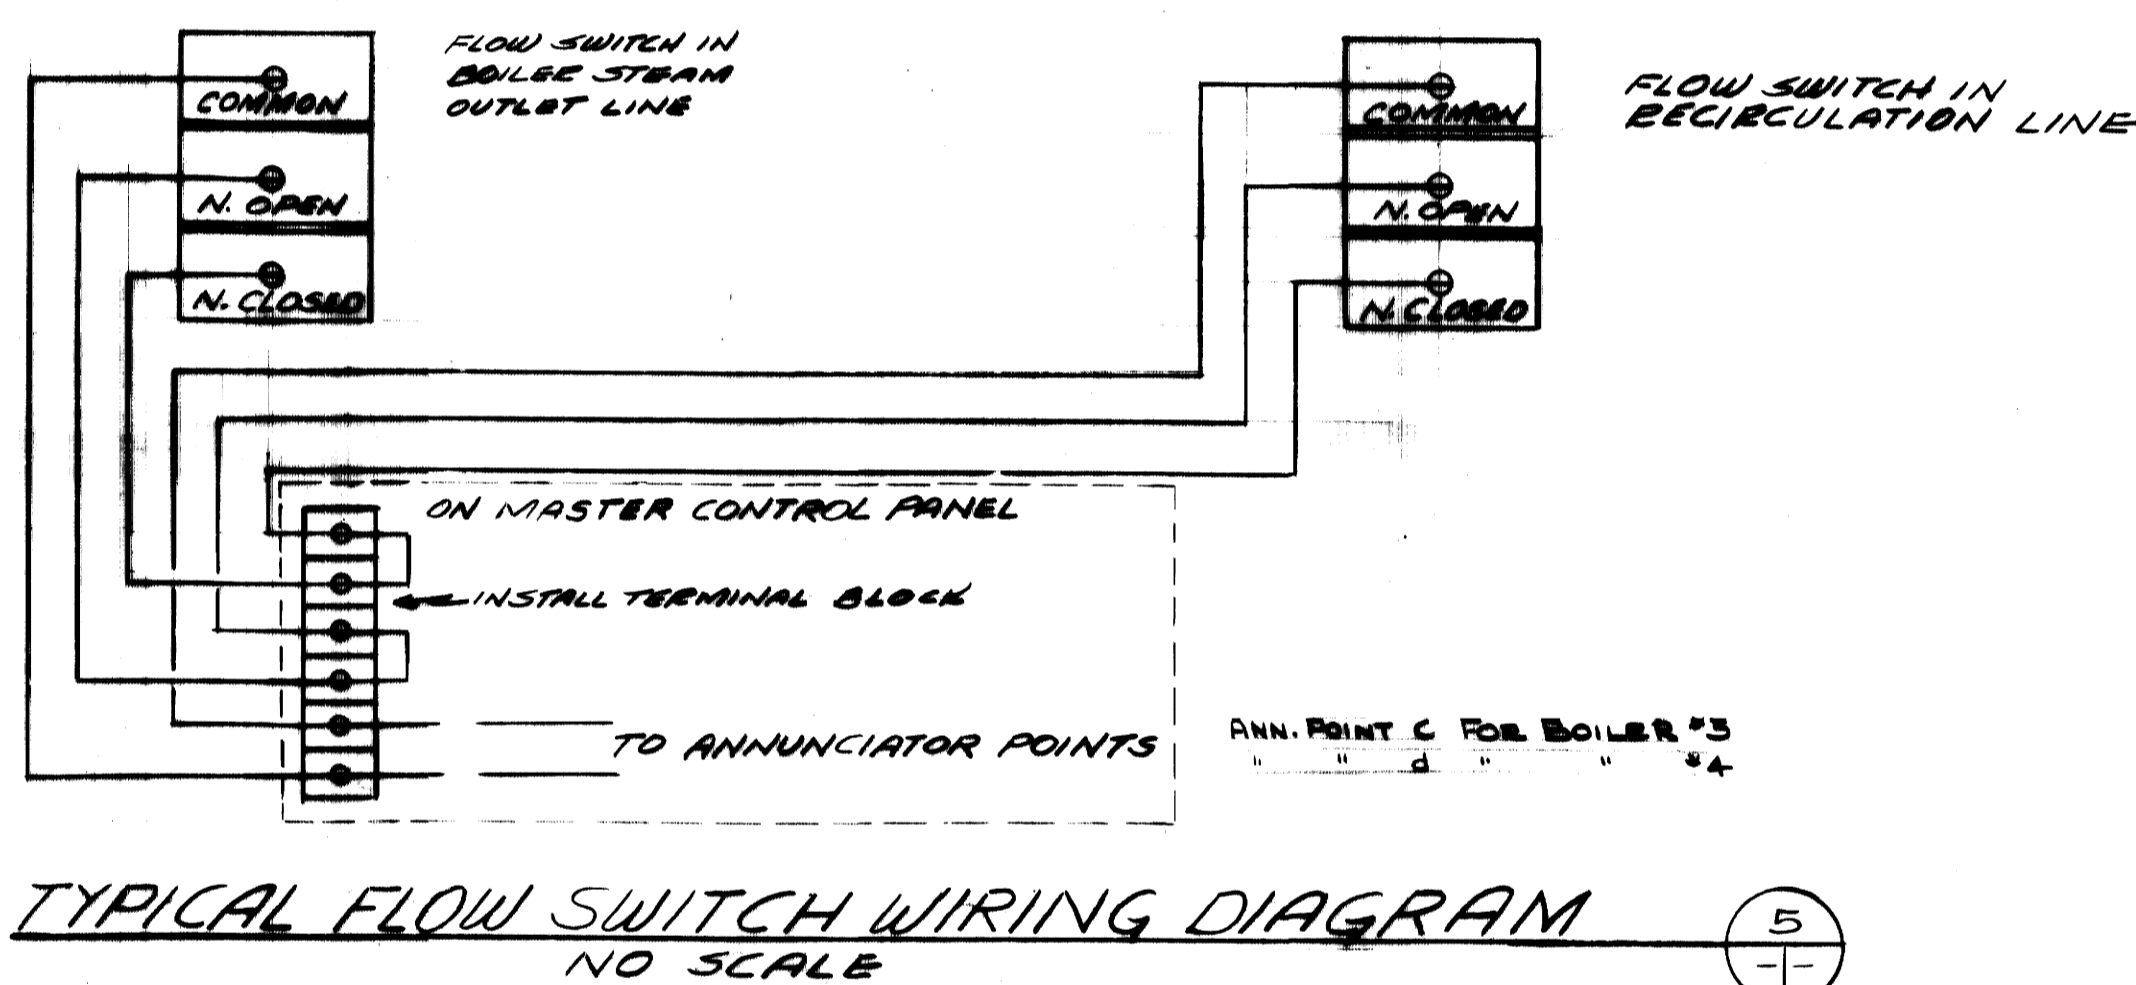 FLOW SWITCH IN
BOILER STEAM
OUTLET LINE
COMMON
N. OPEN
N. CLOSED
FLOW SWITCH IN
RECIRCULATION LINE
COMMON
N. OPEN
N. CLOSED
ON MASTER CONTROL PANEL
INSTALL TERMINAL BLOCK
TO ANNUNCIATOR POINTS
ANN. POINT C FOR BOILER #3
" " d " " #4
TYPICAL FLOW SWITCH WIRING DIAGRAM
NO SCALE
5
-|-